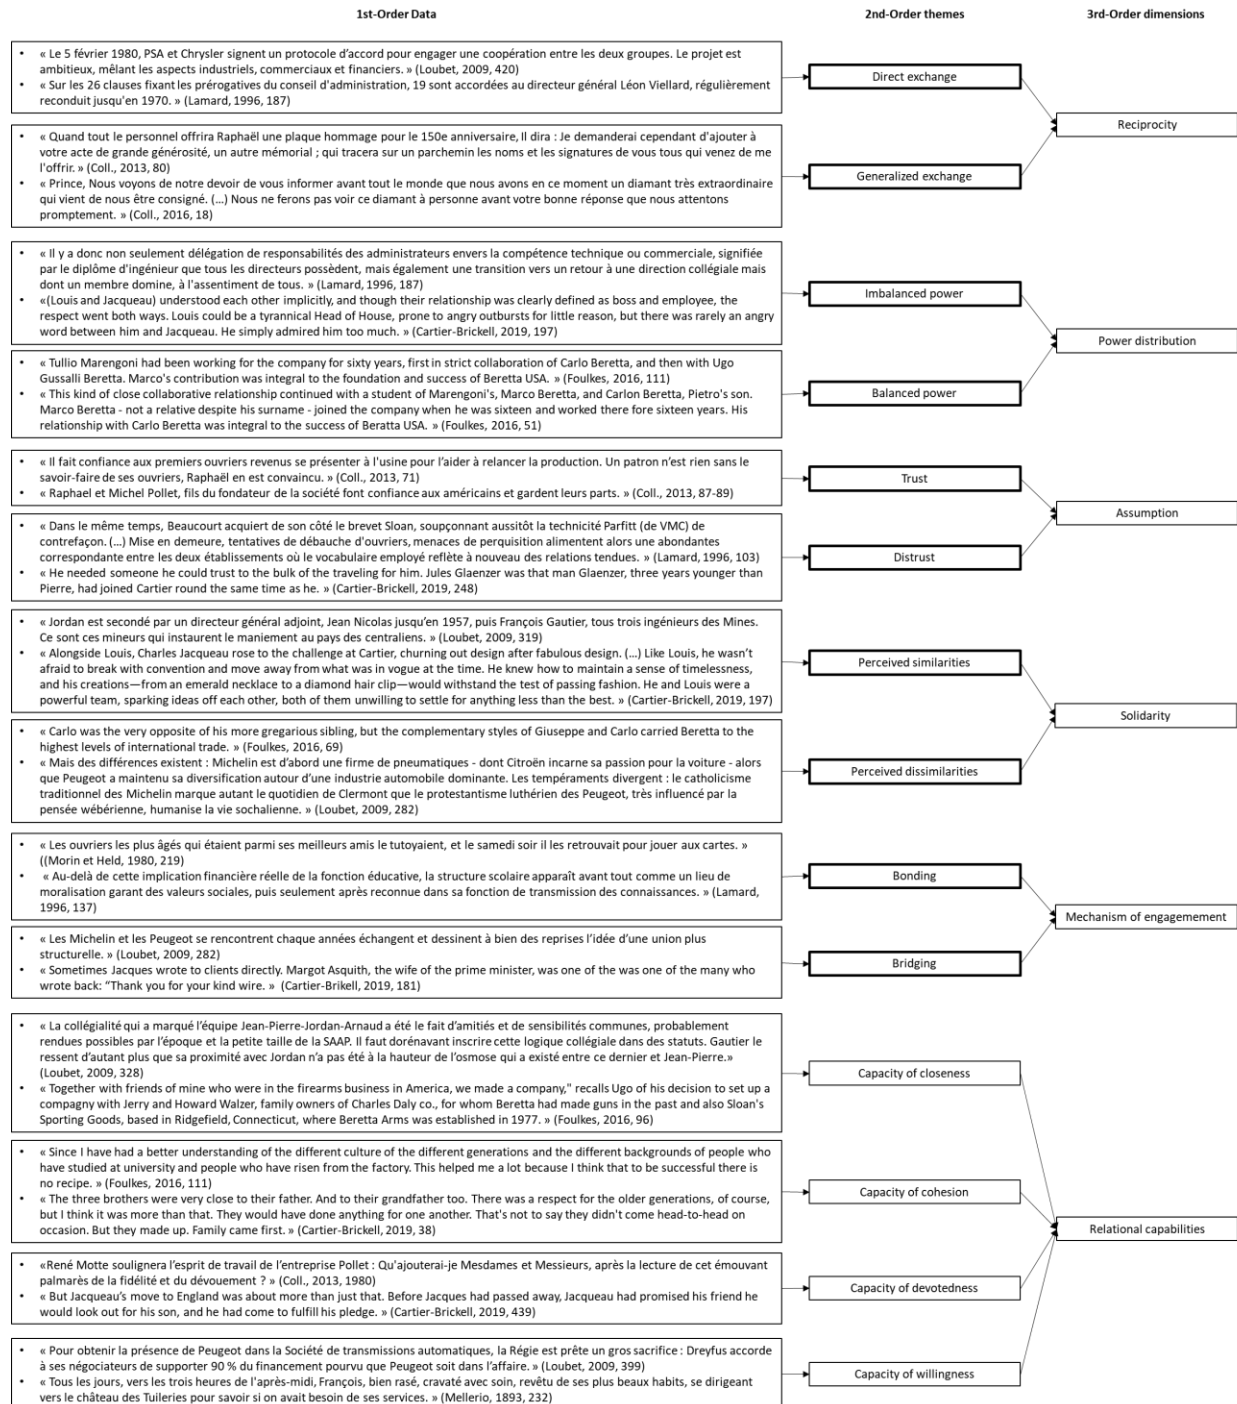 1st-Order Data
2nd-Order themes
3rd-Order dimensions
• « Le 5 février 1980, PSA et Chrysler signent un protocole d'accord pour engager une coopération entre les deux groupes. Le projet est
ambitieux, mêlant les aspects industriels, commerciaux et financiers. » (Loubet, 2009, 420)
• « Sur les 26 clauses fixant les prérogatives du conseil d'administration, 19 sont accordées au directeur général Léon Viellard, régulièrement
reconduit jusqu'en 1970. » (Lamard, 1996, 187)
Direct exchange
Reciprocity
• « Quand tout le personnel offrira Raphaël une plaque hommage pour le 150e anniversaire, Il dira : Je demanderai cependant d'ajouter à
votre acte de grande générosité, un autre mémorial ; qui tracera sur un parchemin les noms et les signatures de vous tous qui venez de me
l'offrir. » (Coll., 2013, 80)
• « Prince, Nous voyons de notre devoir de vous informer avant tout le monde que nous avons en ce moment un diamant très extraordinaire
qui vient de nous être consigné. (...) Nous ne ferons pas voir ce diamant à personne avant votre bonne réponse que nous attentons
promptement. » (Coll., 2016, 18)
Generalized exchange
• « Il y a donc non seulement délégation de responsabilités des administrateurs envers la compétence technique ou commerciale, signifiée
par le diplôme d'ingénieur que tous les directeurs possèdent, mais également une transition vers un retour à une direction collégiale mais
dont un membre domine, à l'assentiment de tous. » (Lamard, 1996, 187)
• «(Louis and Jacqueau) understood each other implicitly, and though their relationship was clearly defined as boss and employee, the
respect went both ways. Louis could be a tyrannical Head of House, prone to angry outbursts for little reason, but there was rarely an angry
word between him and Jacqueau. He simply admired him too much. » (Cartier-Brickell, 2019, 197)
Imbalanced power
Power distribution
• « Tullio Marengoni had been working for the company for sixty years, first in strict collaboration of Carlo Beretta, and then with Ugo
Gussalli Beretta. Marco's contribution was integral to the foundation and success of Beretta USA. » (Foulkes, 2016, 111)
• « This kind of close collaborative relationship continued with a student of Marengoni's, Marco Beretta, and Carlon Beretta, Pietro's son.
Marco Beretta - not a relative despite his surname - joined the company when he was sixteen and worked there fore sixteen years. His
relationship with Carlo Beretta was integral to the success of Beratta USA. » (Foulkes, 2016, 51)
Balanced power
• « Il fait confiance aux premiers ouvriers revenus se présenter à l'usine pour l'aider à relancer la production. Un patron n'est rien sans le
savoir-faire de ses ouvriers, Raphaël en est convaincu. » (Coll., 2013, 71)
• « Raphael et Michel Pollet, fils du fondateur de la société font confiance aux américains et gardent leurs parts. » (Coll., 2013, 87-89)
Trust
Assumption
• « Dans le même temps, Beaucourt acquiert de son côté le brevet Sloan, soupçonnant aussitôt la technicité Parfitt (de VMC) de
contrefaçon. (...) Mise en demeure, tentatives de débauche d'ouvriers, menaces de perquisition alimentent alors une abondantes
correspondante entre les deux établissements où le vocabulaire employé reflète à nouveau des relations tendues. » (Lamard, 1996, 103)
• « He needed someone he could trust to the bulk of the traveling for him. Jules Glaenzer was that man Glaenzer, three years younger than
Pierre, had joined Cartier round the same time as he. » (Cartier-Brickell, 2019, 248)
Distrust
• « Jordan est secondé par un directeur général adjoint, Jean Nicolas jusqu'en 1957, puis François Gautier, tous trois ingénieurs des Mines.
Ce sont ces mineurs qui instaurent le maniement au pays des centraliens. » (Loubet, 2009, 319)
• « Alongside Louis, Charles Jacqueau rose to the challenge at Cartier, churning out design after fabulous design. (...) Like Louis, he wasn't
afraid to break with convention and move away from what was in vogue at the time. He knew how to maintain a sense of timelessness,
and his creations—from an emerald necklace to a diamond hair clip—would withstand the test of passing fashion. He and Louis were a
powerful team, sparking ideas off each other, both of them unwilling to settle for anything less than the best. » (Cartier-Brickell, 2019, 197)
Perceived similarities
Solidarity
• « Carlo was the very opposite of his more gregarious sibling, but the complementary styles of Giuseppe and Carlo carried Beretta to the
highest levels of international trade. » (Foulkes, 2016, 69)
• « Mais des différences existent : Michelin est d'abord une firme de pneumatiques - dont Citroën incarne sa passion pour la voiture - alors
que Peugeot a maintenu sa diversification autour d'une industrie automobile dominante. Les tempéraments divergent : le catholicisme
traditionnel des Michelin marque autant le quotidien de Clermont que le protestantisme luthérien des Peugeot, très influencé par la
pensée wébérienne, humanise la vie sochalienne. » (Loubet, 2009, 282)
Perceived dissimilarities
• « Les ouvriers les plus âgés qui étaient parmi ses meilleurs amis le tutoyaient, et le samedi soir il les retrouvait pour jouer aux cartes. »
((Morin et Held, 1980, 219)
• « Au-delà de cette implication financière réelle de la fonction éducative, la structure scolaire apparaît avant tout comme un lieu de
moralisation garant des valeurs sociales, puis seulement après reconnue dans sa fonction de transmission des connaissances. » (Lamard,
1996, 137)
Bonding
Mechanism of engagemement
• « Les Michelin et les Peugeot se rencontrent chaque années échangent et dessinent à bien des reprises l'idée d'une union plus
structurelle. » (Loubet, 2009, 282)
• « Sometimes Jacques wrote to clients directly. Margot Asquith, the wife of the prime minister, was one of the was one of the many who
wrote back: "Thank you for your kind wire. » (Cartier-Brikell, 2019, 181)
Bridging
• « La collégialité qui a marqué l'équipe Jean-Pierre-Jordan-Arnaud a été le fait d'amitiés et de sensibilités communes, probablement
rendues possibles par l'époque et la petite taille de la SAAP. Il faut dorénavant inscrire cette logique collégiale dans des statuts. Gautier le
ressent d'autant plus que sa proximité avec Jordan n'a pas été à la hauteur de l'osmose qui a existé entre ce dernier et Jean-Pierre.»
(Loubet, 2009, 328)
• « Together with friends of mine who were in the firearms business in America, we made a company," recalls Ugo of his decision to set up a
compagny with Jerry and Howard Walzer, family owners of Charles Daly co., for whom Beretta had made guns in the past and also Sloan's
Sporting Goods, based in Ridgefield, Connecticut, where Beretta Arms was established in 1977. » (Foulkes, 2016, 96)
Capacity of closeness
• « Since I have had a better understanding of the different culture of the different generations and the different backgrounds of people who
have studied at university and people who have risen from the factory. This helped me a lot because I think that to be successful there is
no recipe. » (Foulkes, 2016, 111)
• « The three brothers were very close to their father. And to their grandfather too. There was a respect for the older generations, of course,
but I think it was more than that. They would have done anything for one another. That's not to say they didn't come head-to-head on
occasion. But they made up. Family came first. » (Cartier-Brickell, 2019, 38)
Capacity of cohesion
Relational capabilities
• «René Motte soulignera l'esprit de travail de l'entreprise Pollet : Qu'ajouterai-je Mesdames et Messieurs, après la lecture de cet émouvant
palmarès de la fidélité et du dévouement ? » (Coll., 2013, 1980)
• « But Jacqueau's move to England was about more than just that. Before Jacques had passed away, Jacqueau had promised his friend he
would look out for his son, and he had come to fulfill his pledge. » (Cartier-Brickell, 2019, 439)
Capacity of devotedness
• « Pour obtenir la présence de Peugeot dans la Société de transmissions automatiques, la Régie est prête un gros sacrifice : Dreyfus accorde
à ses négociateurs de supporter 90 % du financement pourvu que Peugeot soit dans l'affaire. » (Loubet, 2009, 399)
• « Tous les jours, vers les trois heures de l'après-midi, François, bien rasé, cravaté avec soin, revêtu de ses plus beaux habits, se dirigeant
vers le château des Tuileries pour savoir si on avait besoin de ses services. » (Mellerio, 1893, 232)
Capacity of willingness